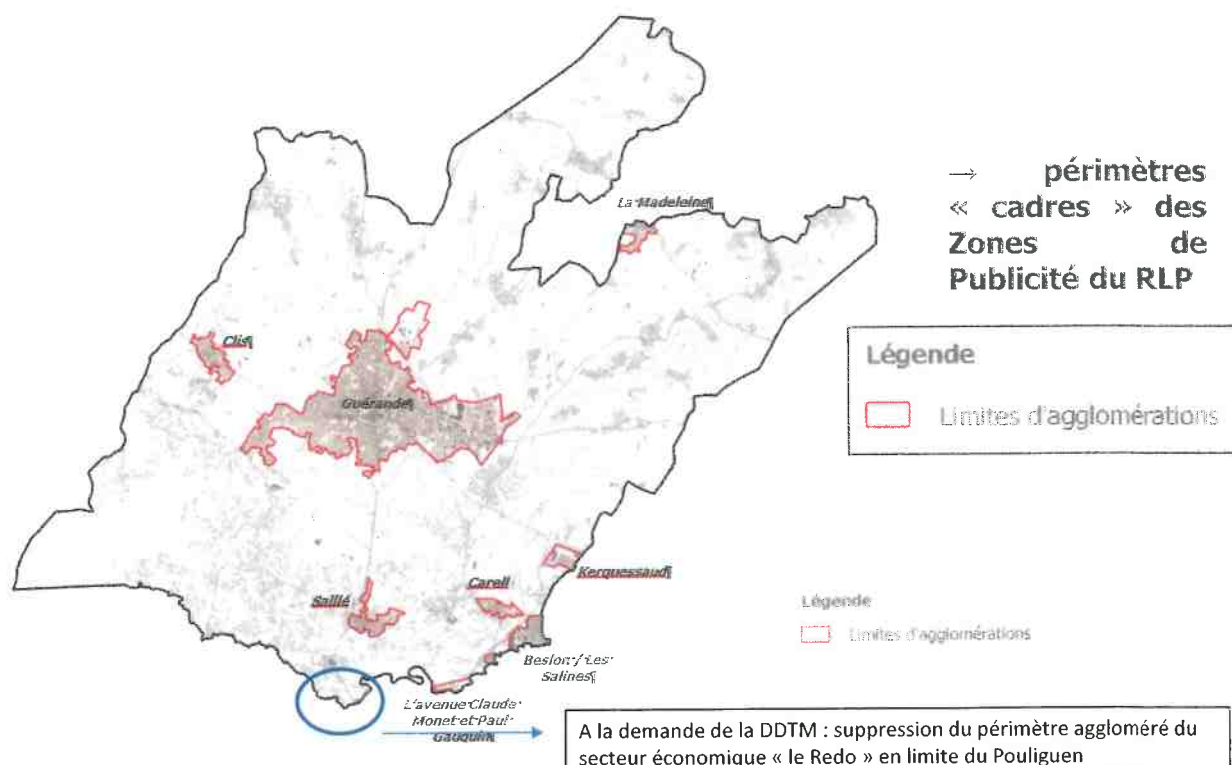 La Madeleine¶
→ périmètres
« cadres » des
Zones de
Publicité du RLP
Clis¶
Guérande¶
Légende
Limites d'agglomérations
Kerquessaud¶
Careil
Saillé
Légende
Limites d'agglomérations
Beslon / Les
Salines¶
L'avenue Claude
Monet et Paul
Gauguin¶
A la demande de la DDTM : suppression du périmètre aggloméré du
secteur économique « le Redo » en limite du Pouliguen